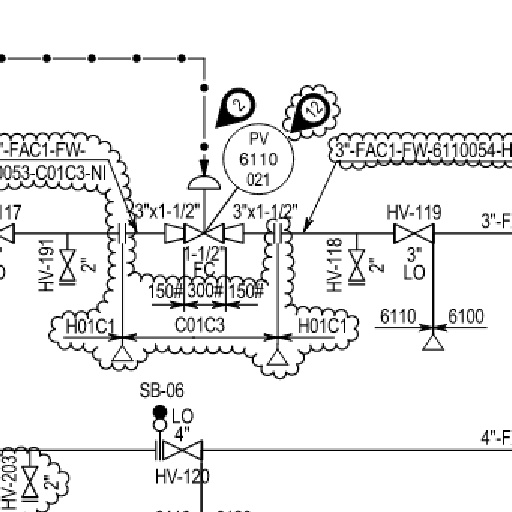 2
12
PV
6110
021
"-FAC1-FW-
0053-C01C3-NI
3"-FAC1-FW-6110054-H
3"x1-1/2"
3"x1-1/2"
117
HV-119
3"-F
HV-191
2"
1-1/2"
FC
HV-118
2"
3"
LO
150#
300#
150#
6110
6100
H01C1
C01C3
H01C1
SB-06
LO
4"
4"-F
HV-203
2"
HV-120